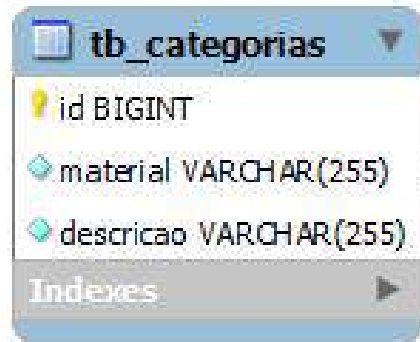 tb_categorias
id BIGINT
material VARCHAR(255)
descricao VARCHAR(255)
Indexes